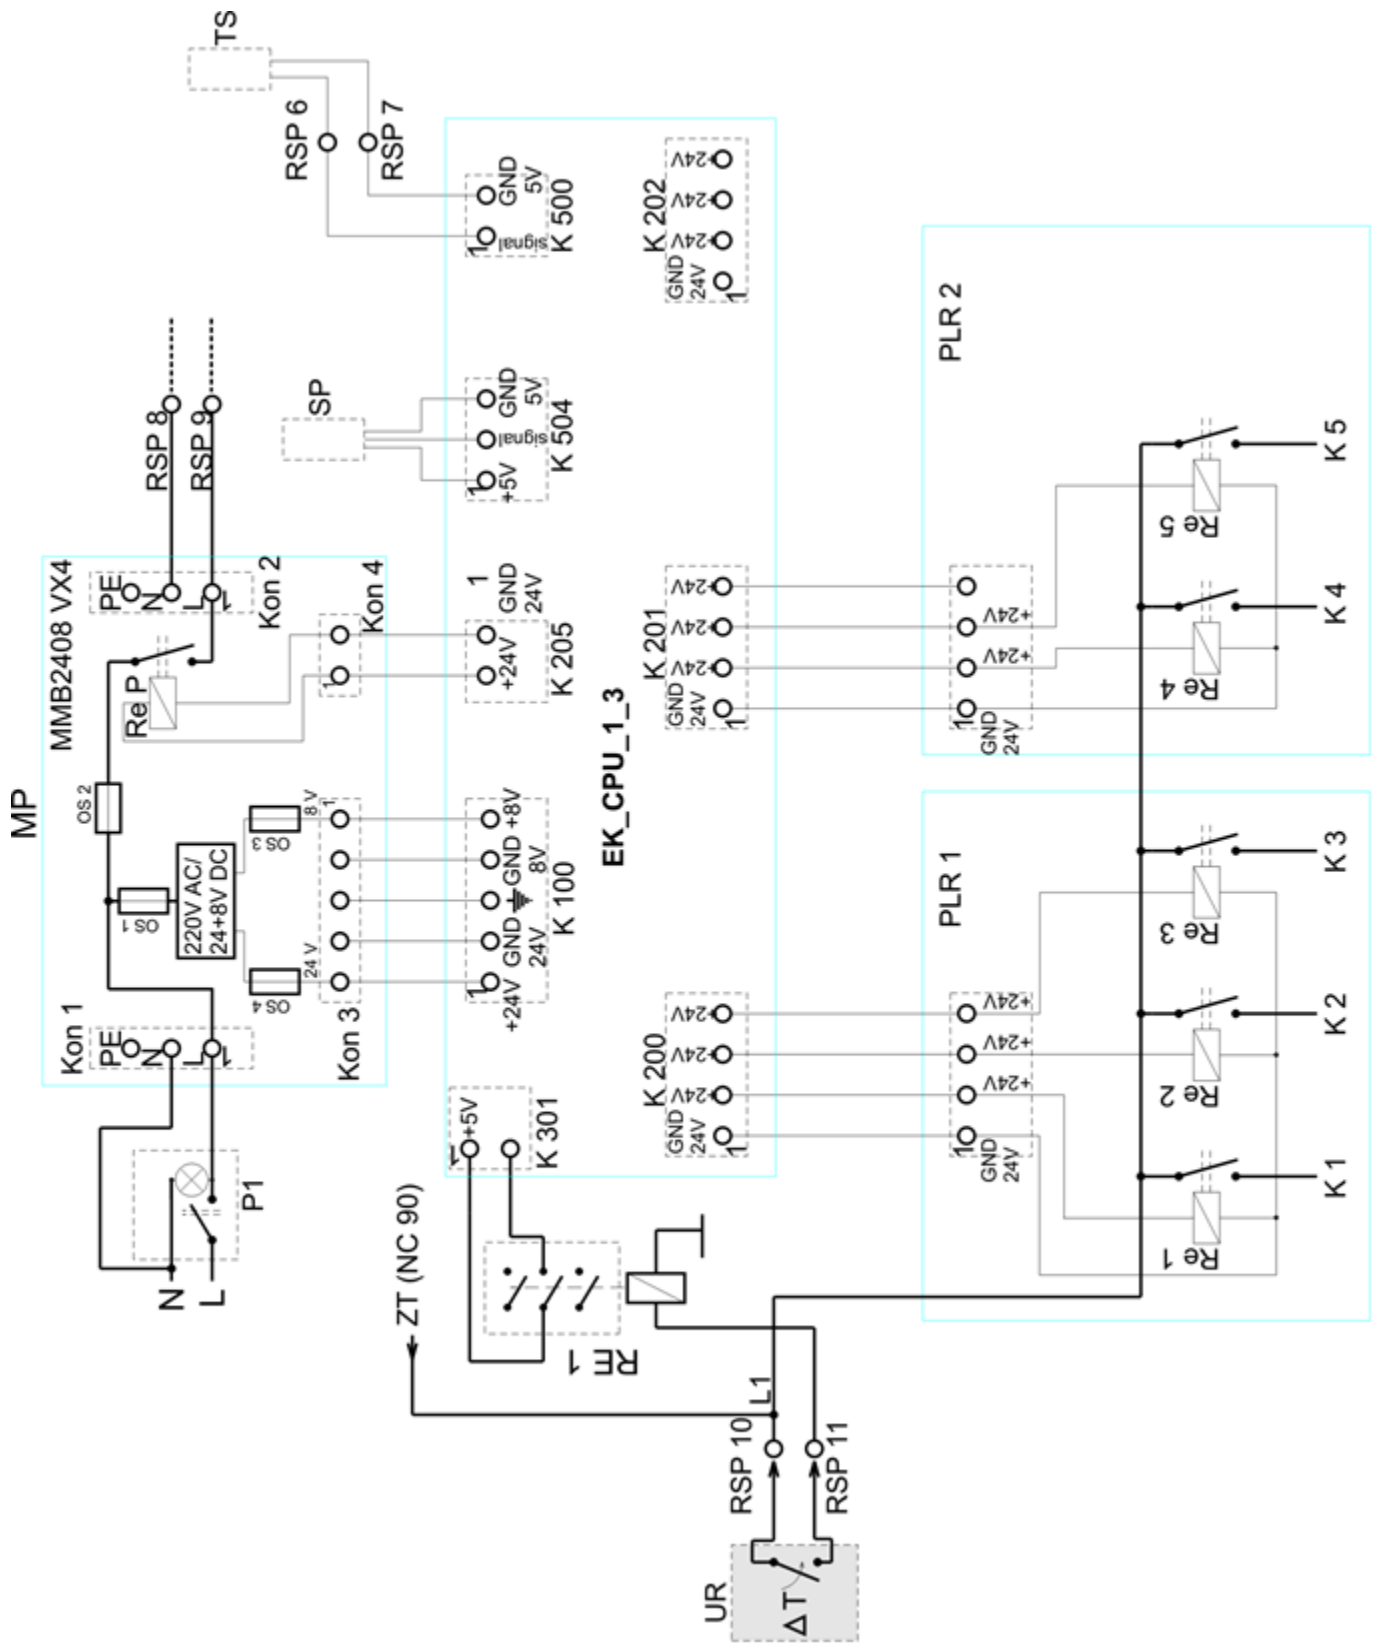 TS
RSP 6
RSP 7
GND
5V
signal
1
K 500
K 202
+24V
+24V
+24V
GND
24V
1
RSP 8
RSP 9
SP
GND
5V
signal
+5V
1
K 504
PLR 2
MP
MMB2408 VX4
PE
N
L
1
Kon 2
Re P
Kon 4
1
1
GND
24V
+24V
K 205
K 201
+24V
+24V
+24V
GND
24V
1
+24V
+24V
1
GND
24V
Re 5
Re 4
K 5
K 4
OS 2
OS 1
220V AC/
24+8V DC
OS 3
8 V
1
OS 4
24 V
Kon 3
+8V
GND
8V
GND
24V
+24V
1
K 100
EK_CPU_1_3
PLR 1
Kon 1
PE
N
L
1
P1
N
L
+5V
1
K 301
K 200
+24V
+24V
+24V
GND
24V
1
+24V
+24V
+24V
1
GND
24V
Re 3
Re 2
Re 1
K 3
K 2
K 1
ZT (NC 90)
RE 1
L1
RSP 10
RSP 11
UR
Δ T